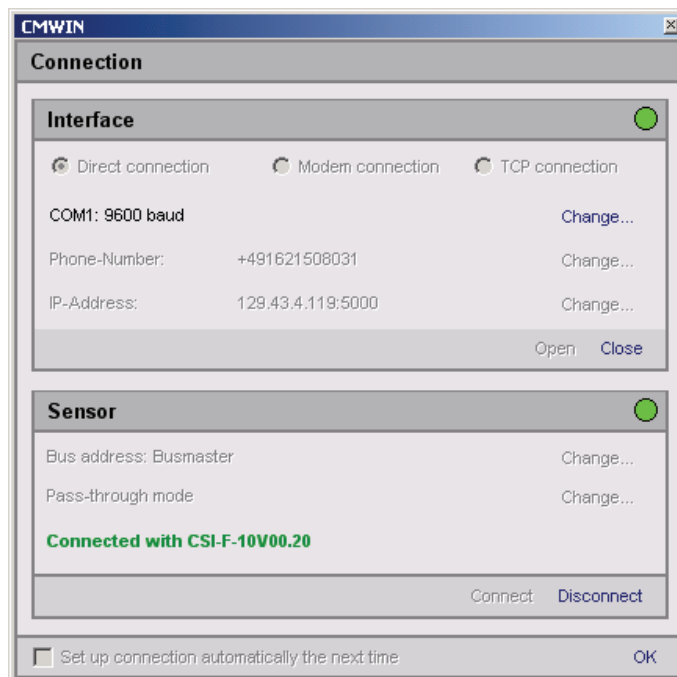 CMWIN
Connection
Interface
Direct connection Modem connection TCP connection
COM1: 9600 baud Change...
Phone-Number: +491621508031 Change...
IP-Address: 129.43.4.119:5000 Change...
Open Close
Sensor
Bus address: Busmaster Change...
Pass-through mode Change...
Connected with CSI-F-10V00.20
Connect Disconnect
Set up connection automatically the next time OK